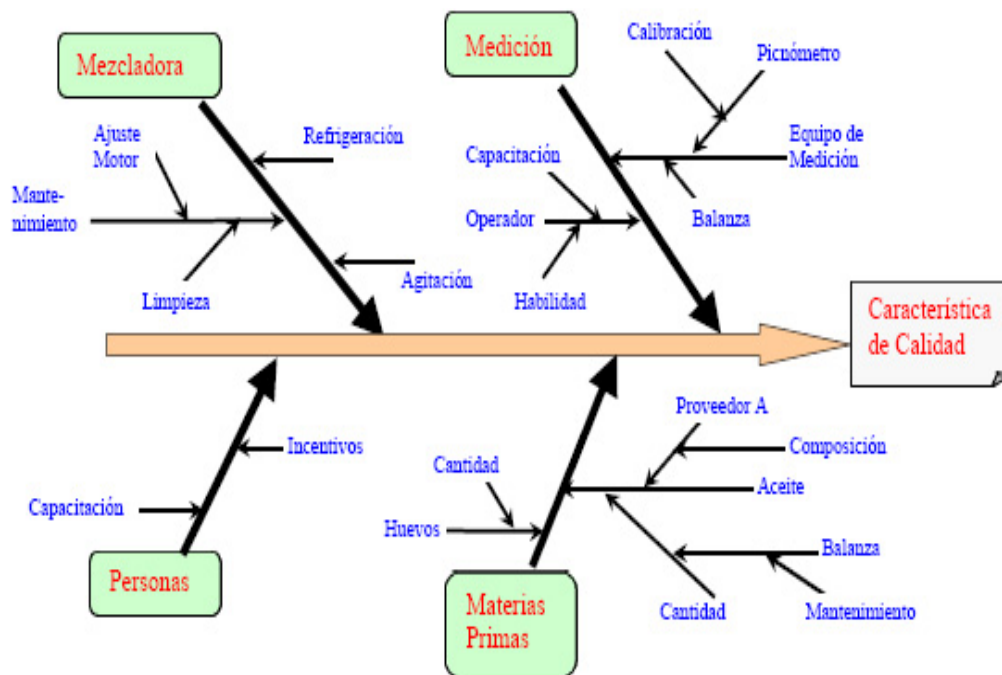 Mezcladora
Medición
Calibración
Picnómetro
Ajuste
Motor
Refrigeración
Capacitación
Equipo de
Medición
Mante-
nimiento
Operador
Balanza
Limpieza
Agitación
Habilidad
Característica
de Calidad
Proveedor A
Incentivos
Cantidad
Composición
Capacitación
Aceite
Huevos
Balanza
Personas
Materias
Primas
Cantidad
Mantenimiento